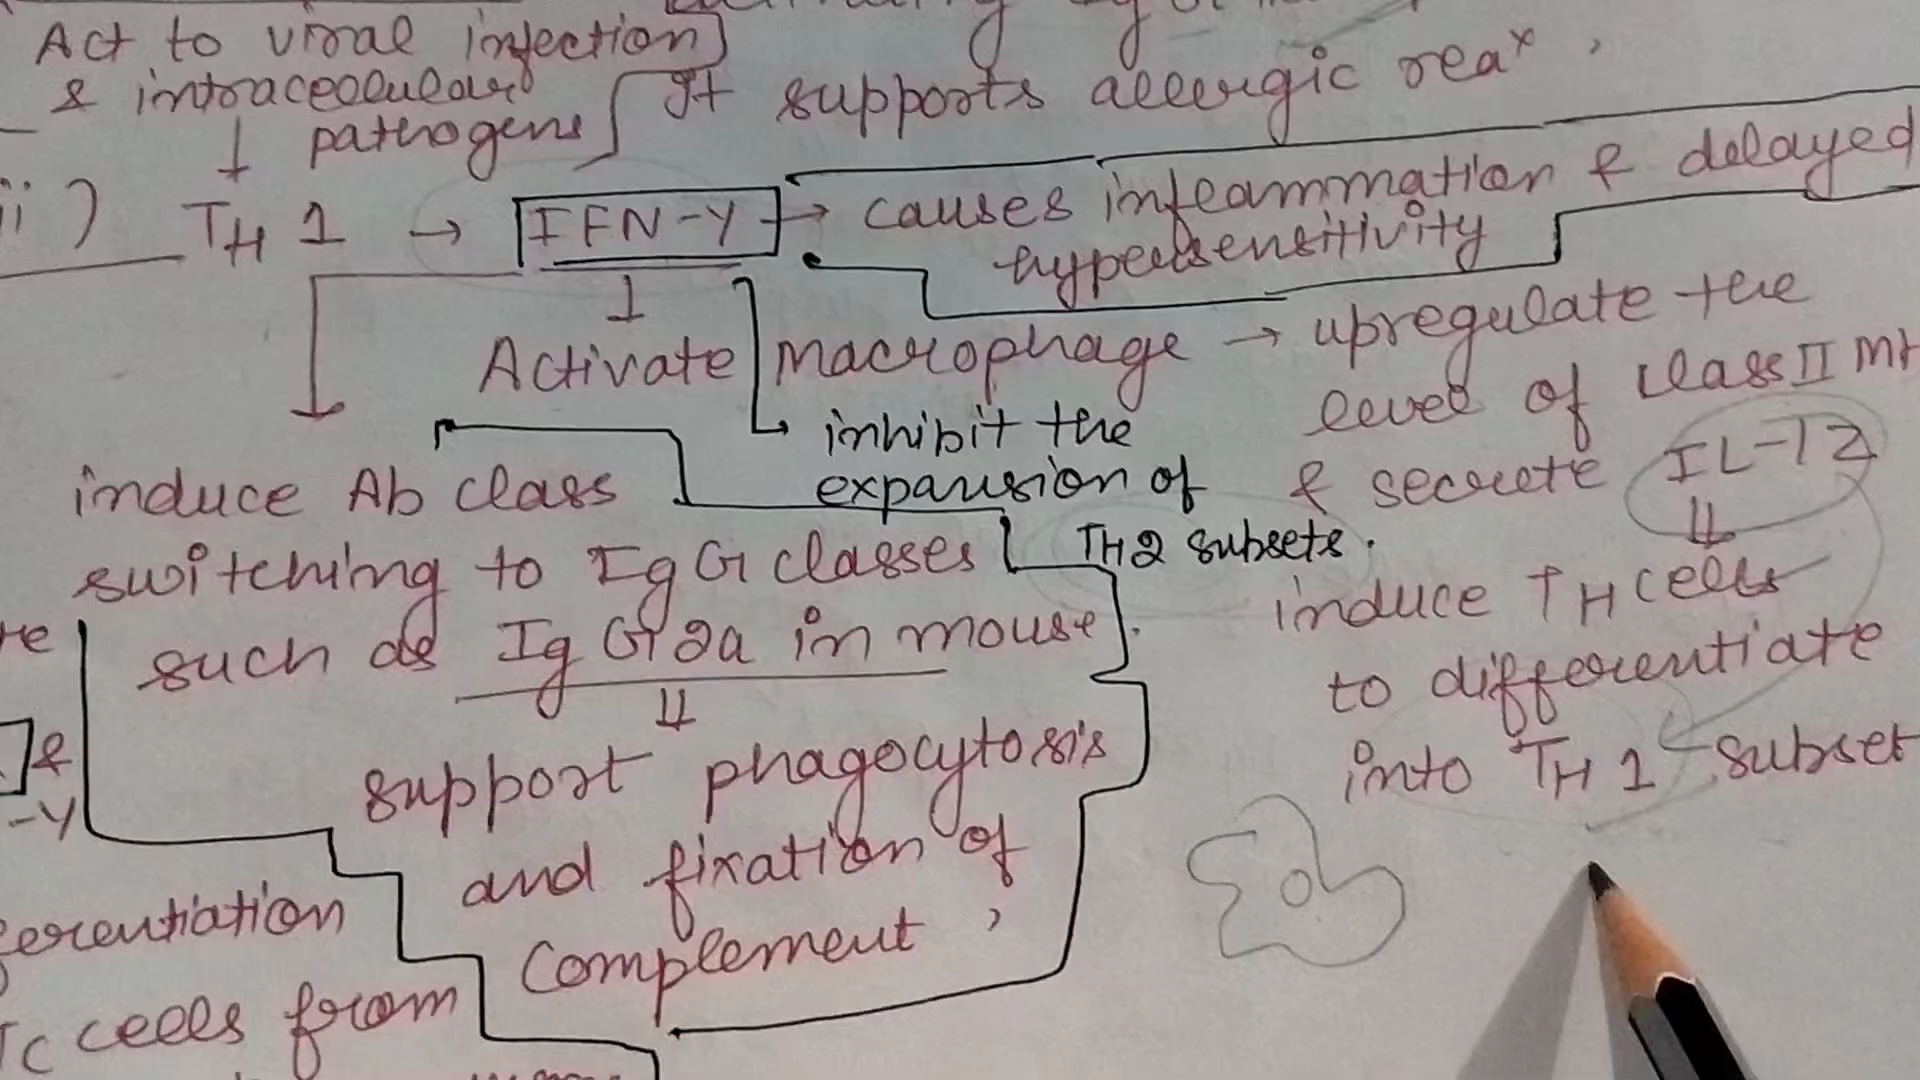 Act to viral infection
& intracellular
pathogens
It supports allergic reaˣ.
ii) TH 1 → IFN-γ → causes inflammation & delayed
hypersensitivity
Activate macrophage → upregulate the
level of class II MH
& secrete IL-12
induce TH cells
to differentiate
into TH 1 subset
inhibit the
expansion of
TH2 subsets.
induce Ab class
switching to IgG classes
such as IgG2a in mouse.
support phagocytosis
and fixation of
Complement,
&
-γ
ferentiation
Tc cells from